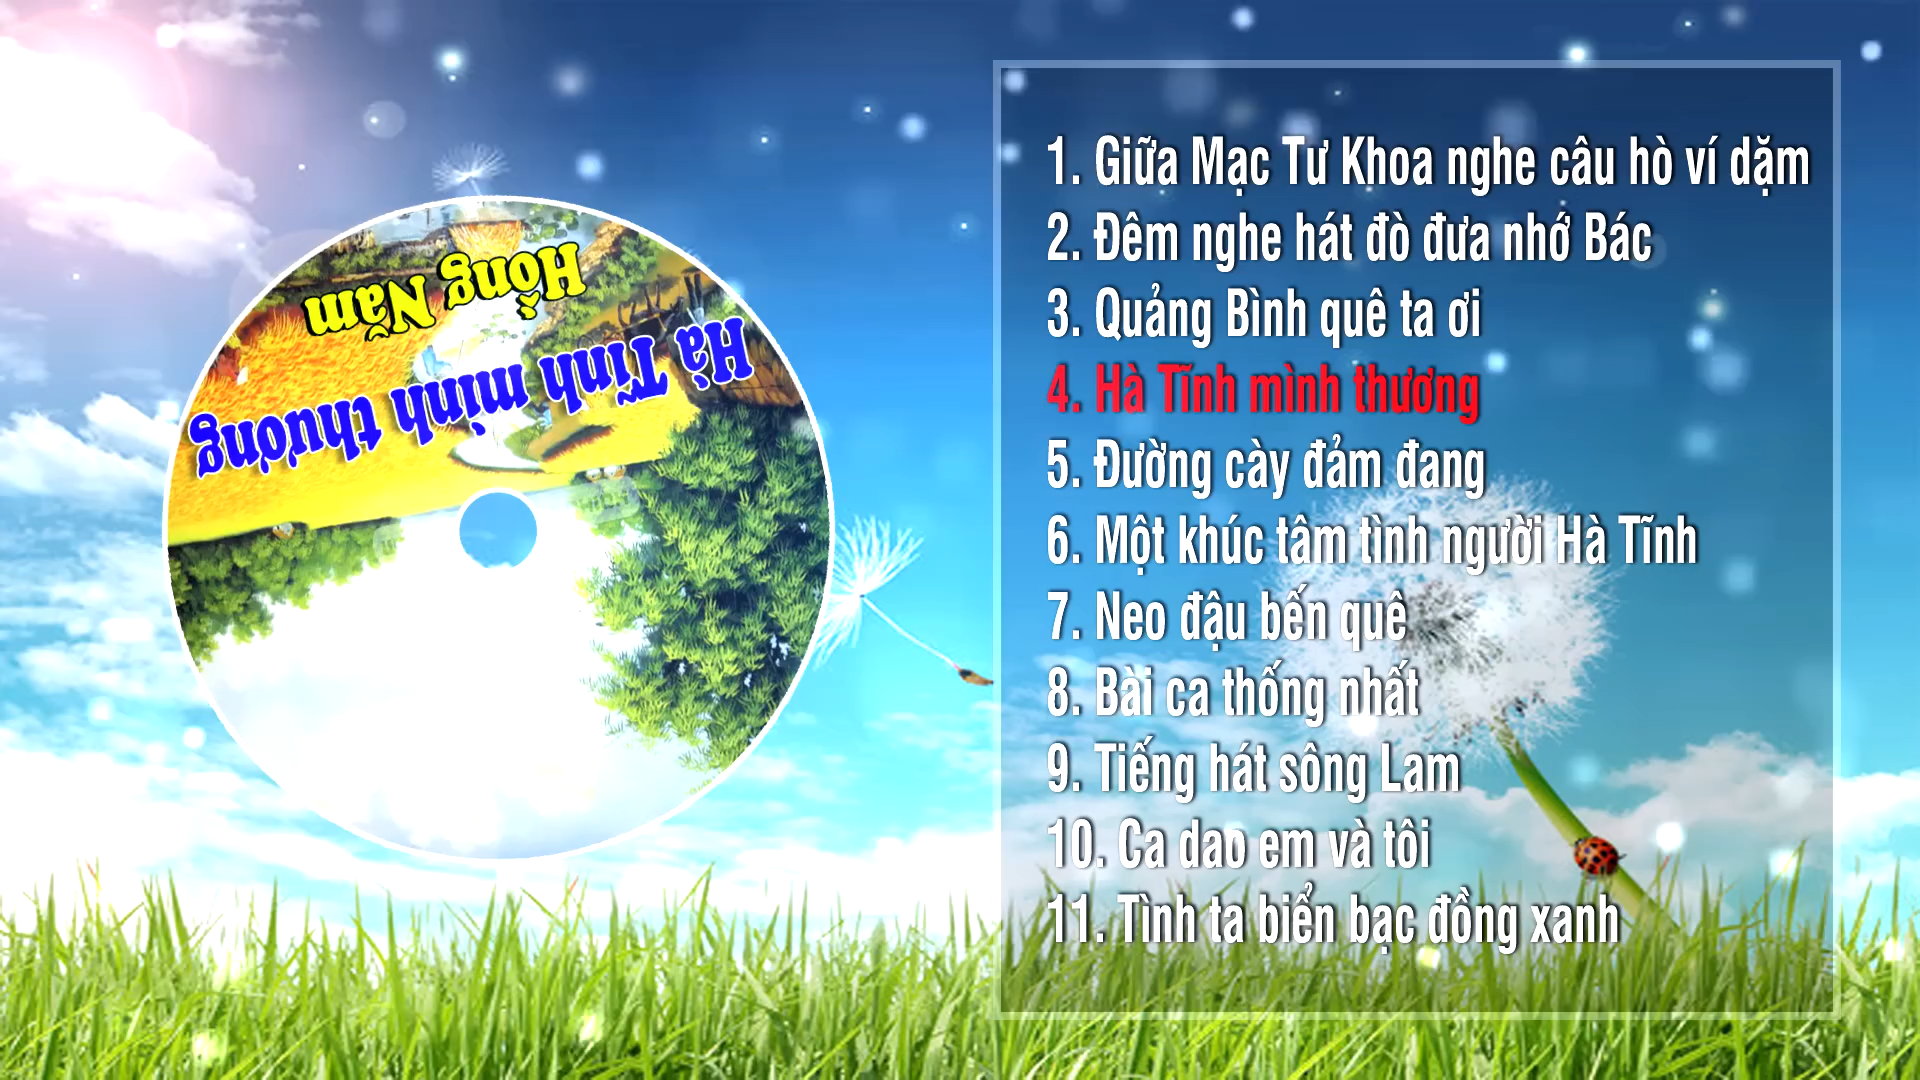 Hồng Năm
Hà Tĩnh mình thương
1. Giữa Mạc Tư Khoa nghe câu hò ví dặm
2. Đêm nghe hát đò đưa nhớ Bác
3. Quảng Bình quê ta ơi
4. Hà Tĩnh mình thương
5. Đường cày đảm đang
6. Một khúc tâm tình người Hà Tĩnh
7. Neo đậu bến quê
8. Bài ca thống nhất
9. Tiếng hát sông Lam
10. Ca dao em và tôi
11. Tình ta biển bạc đồng xanh